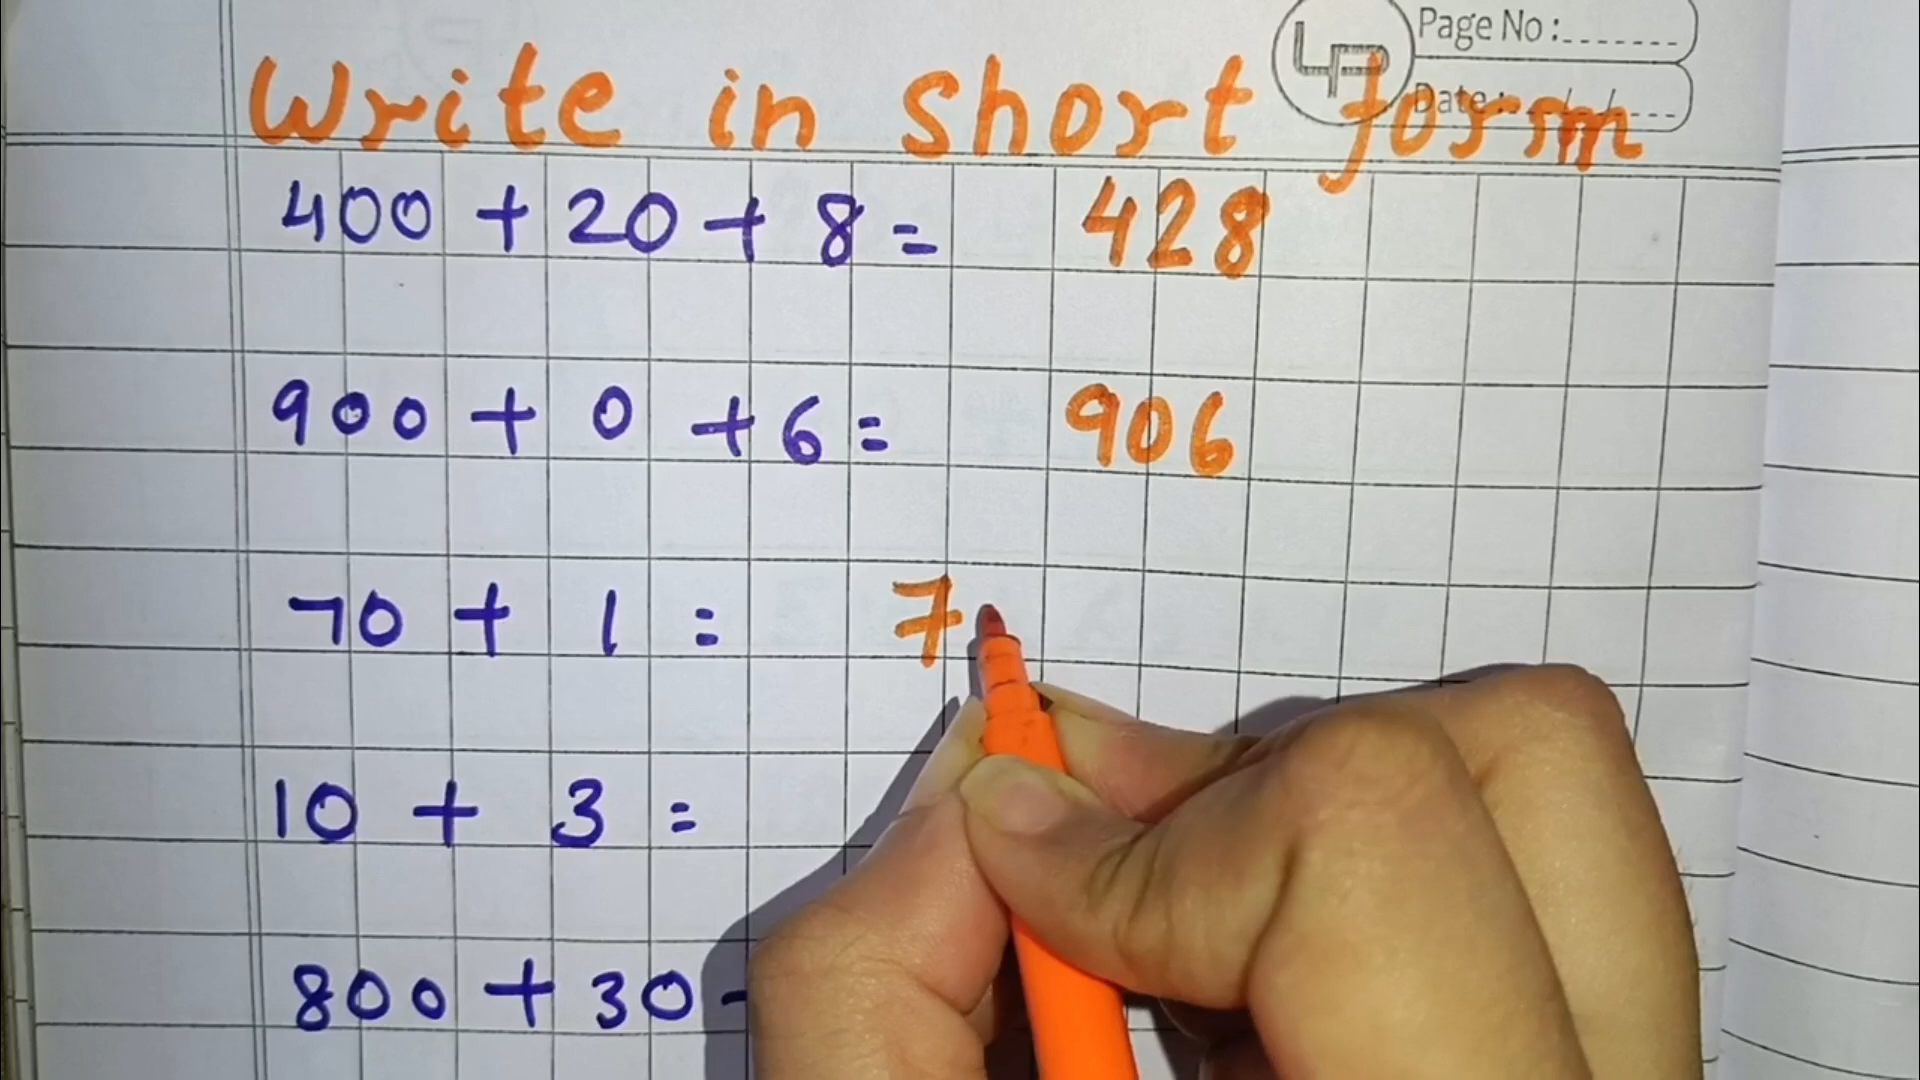 Page No :
Date :
Write in short form
400 + 20 + 8 = 428
900 + 0 + 6 = 906
70 + 1 = 7
10 + 3 =
800 + 30